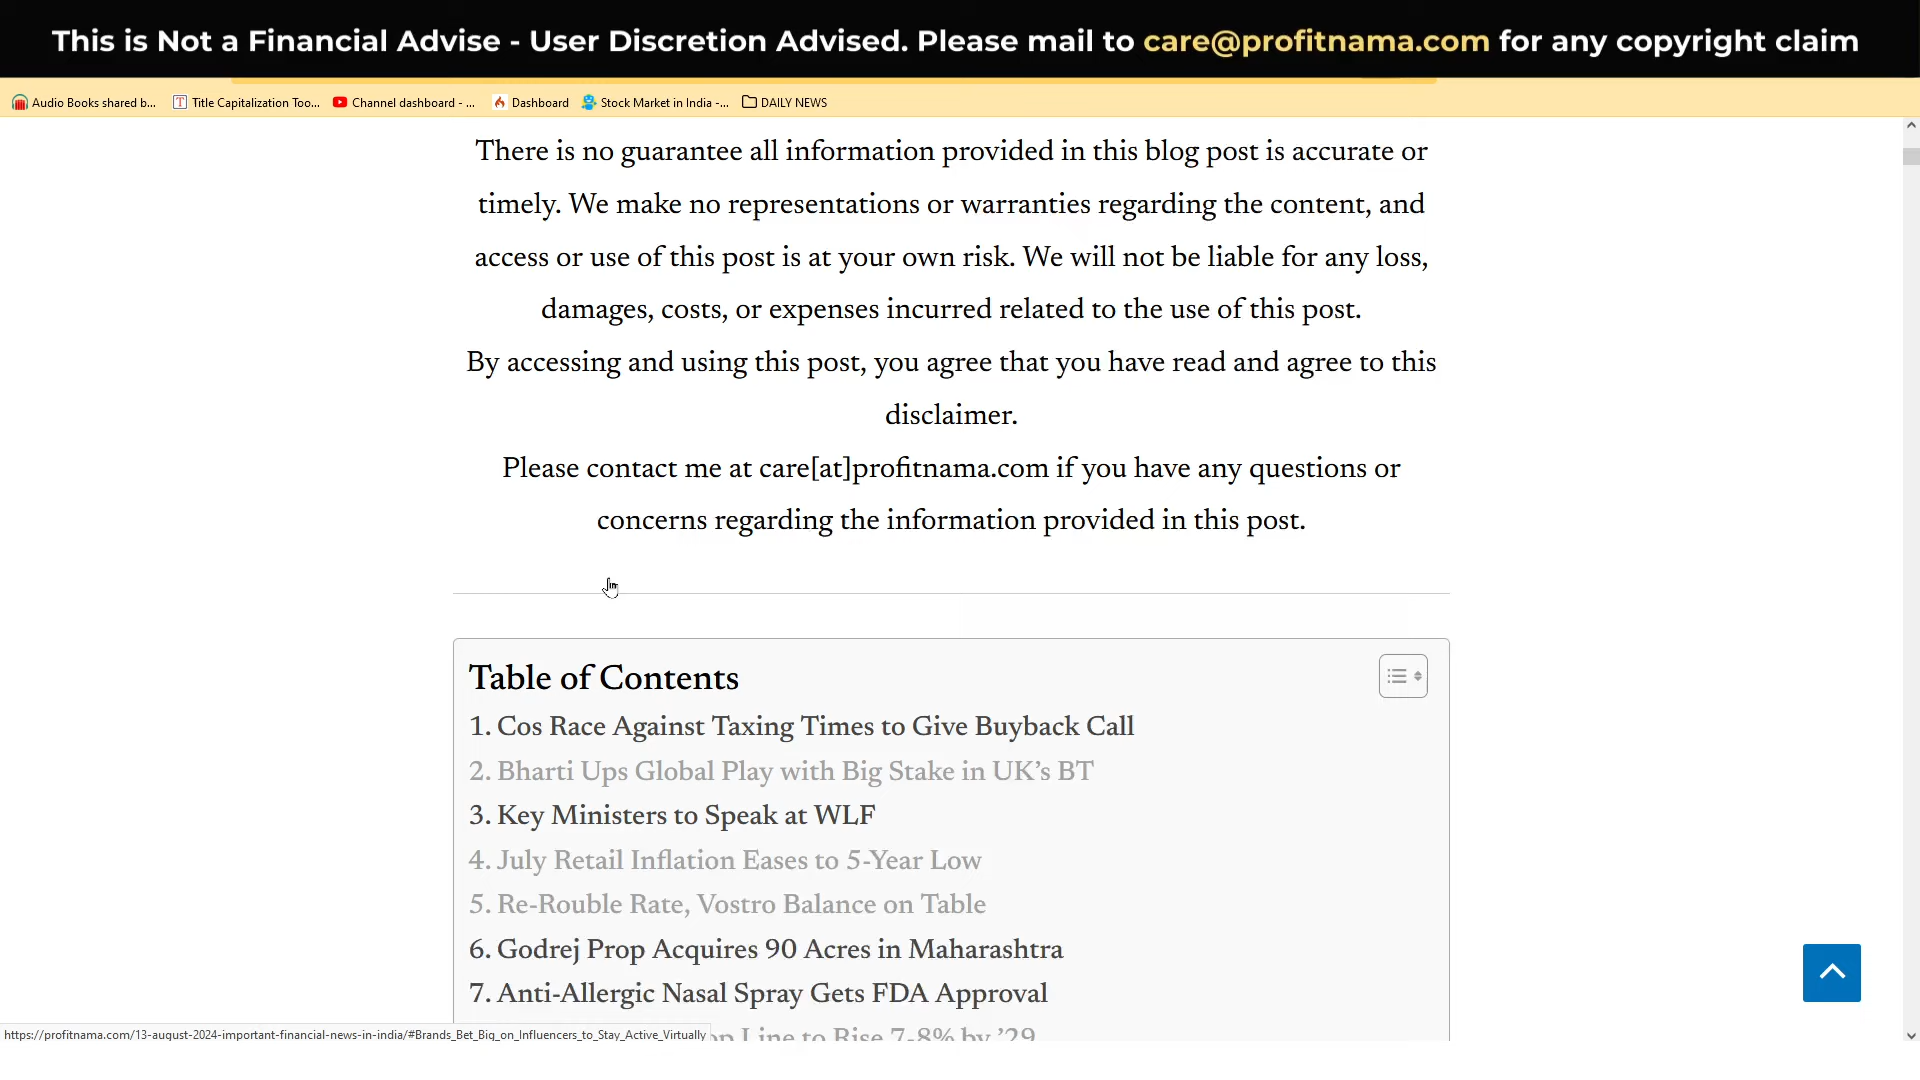 This is Not a Financial Advise - User Discretion Advised. Please mail to care@profitnama.com for any copyright claim
Audio Books shared b... Title Capitalization Too... Channel dashboard - ... Dashboard Stock Market in India -... DAILY NEWS
There is no guarantee all information provided in this blog post is accurate or
timely. We make no representations or warranties regarding the content, and
access or use of this post is at your own risk. We will not be liable for any loss,
damages, costs, or expenses incurred related to the use of this post.
By accessing and using this post, you agree that you have read and agree to this
disclaimer.
Please contact me at care[at]profitnama.com if you have any questions or
concerns regarding the information provided in this post.
Table of Contents
1. Cos Race Against Taxing Times to Give Buyback Call
2. Bharti Ups Global Play with Big Stake in UK’s BT
3. Key Ministers to Speak at WLF
4. July Retail Inflation Eases to 5-Year Low
5. Re-Rouble Rate, Vostro Balance on Table
6. Godrej Prop Acquires 90 Acres in Maharashtra
7. Anti-Allergic Nasal Spray Gets FDA Approval
Line to Rise 7-8% by ’29
https://profitnama.com/13-august-2024-important-financial-news-in-india/#Brands_Bet_Big_on_Influencers_to_Stay_Active_Virtually